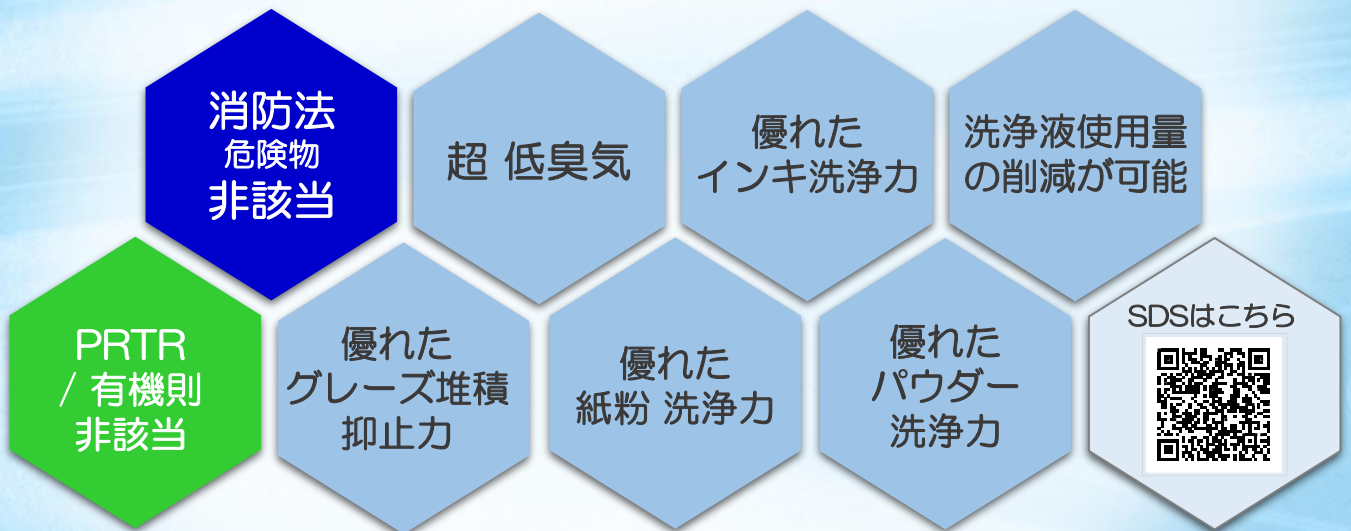 消防法
危険物
非該当
超 低臭気
優れた
インキ洗浄力
洗浄液使用量
の削減が可能
PRTR
/ 有機則
非該当
優れた
グレーズ堆積
抑止力
優れた
紙粉 洗浄力
優れた
パウダー
洗浄力
SDSはこちら